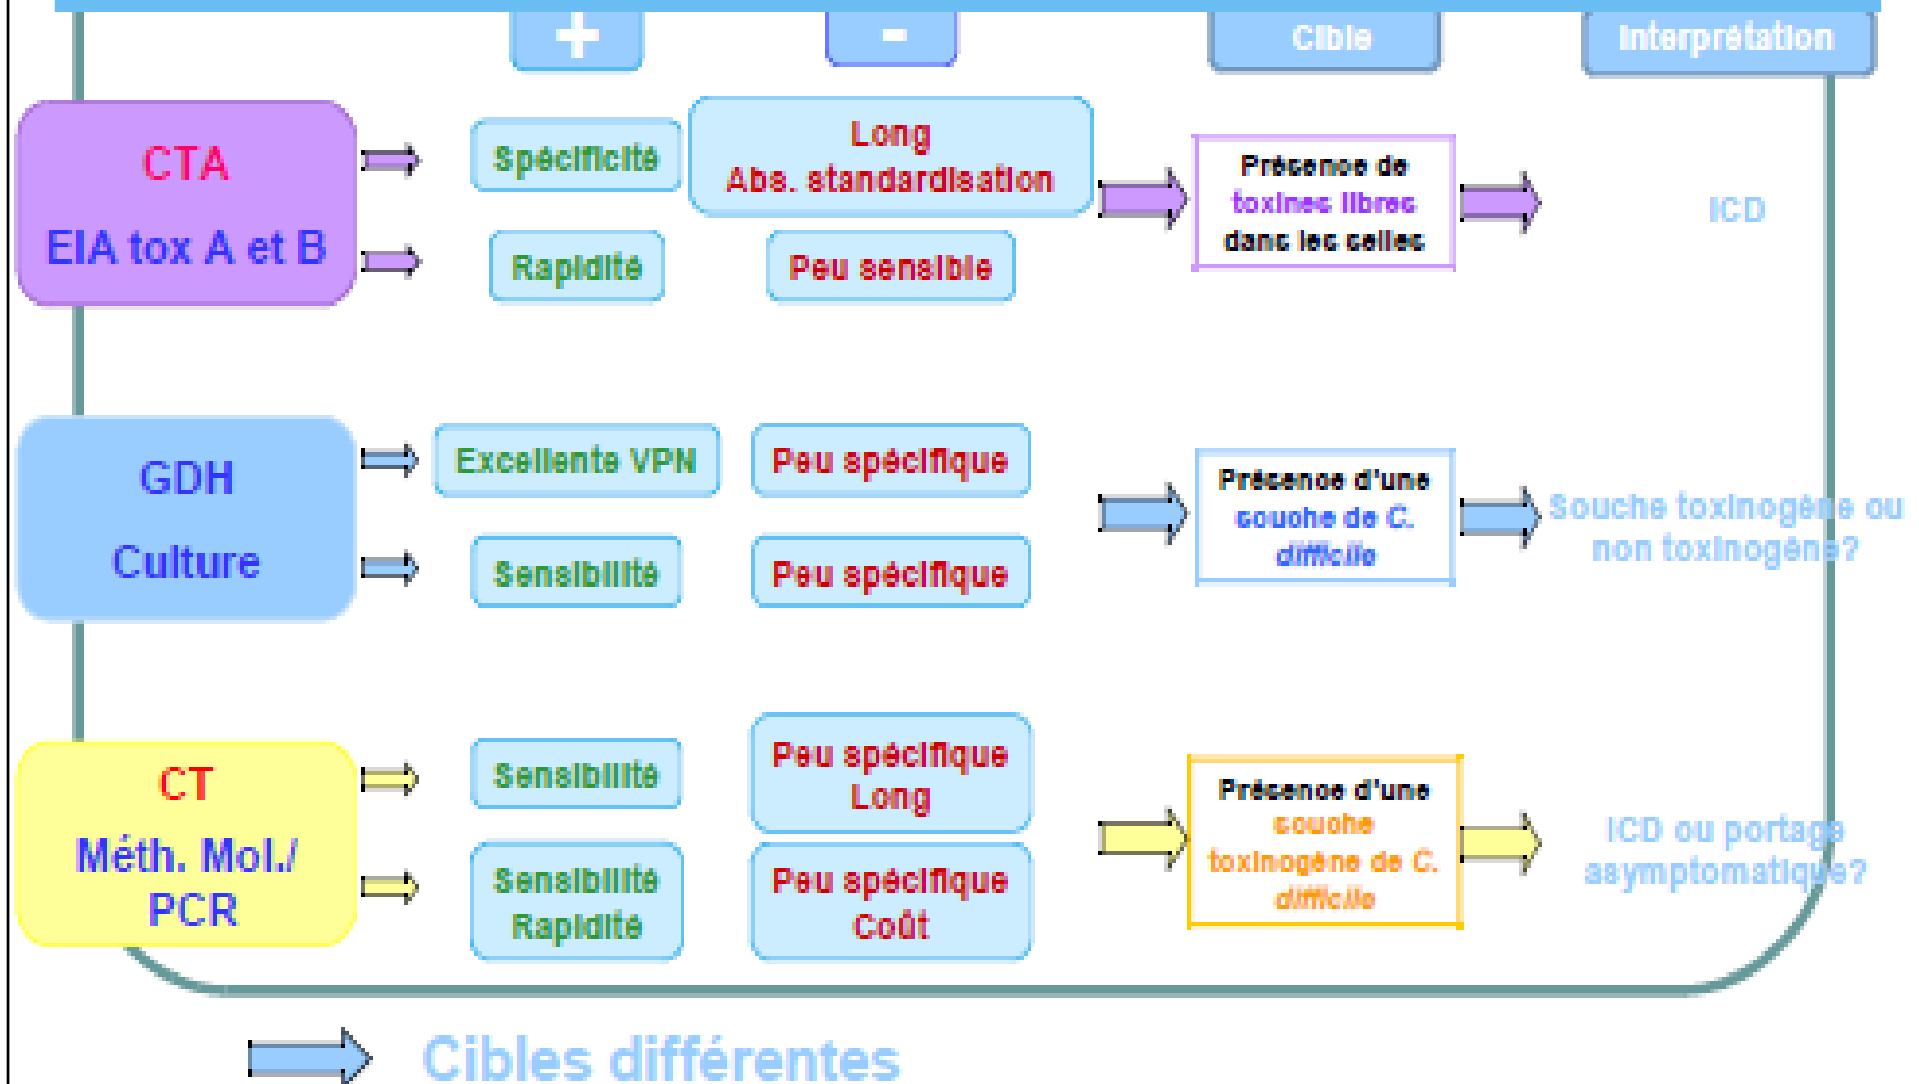 +
-
Cible
Interprétation
CTA
EIA tox A et B
Spécificité
Long
Abs. standardisation
Rapidité
Peu sensible
Présence de
toxines libres
dans les selles
ICD
GDH
Culture
Excellente VPN
Peu spécifique
Sensibilité
Peu spécifique
Présence d'une
souche de C.
difficile
Souche toxinogène ou
non toxinogène?
CT
Méth. Mol./
PCR
Sensibilité
Peu spécifique
Long
Sensibilité
Rapidité
Peu spécifique
Coût
Présence d'une
souche
toxinogène de C.
difficile
ICD ou portage
asymptomatique?
Cibles différentes